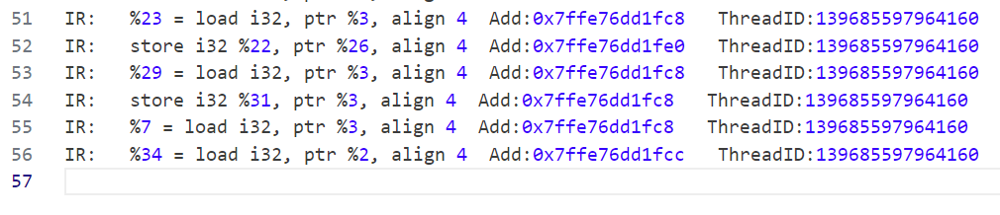 51 IR:   %23 = load i32, ptr %3, align 4  Add:0x7ffe76dd1fc8   ThreadID:139685597964160
52 IR:   store i32 %22, ptr %26, align 4  Add:0x7ffe76dd1fe0   ThreadID:139685597964160
53 IR:   %29 = load i32, ptr %3, align 4  Add:0x7ffe76dd1fc8   ThreadID:139685597964160
54 IR:   store i32 %31, ptr %3, align 4  Add:0x7ffe76dd1fc8   ThreadID:139685597964160
55 IR:   %7 = load i32, ptr %3, align 4  Add:0x7ffe76dd1fc8   ThreadID:139685597964160
56 IR:   %34 = load i32, ptr %2, align 4  Add:0x7ffe76dd1fcc   ThreadID:139685597964160
57